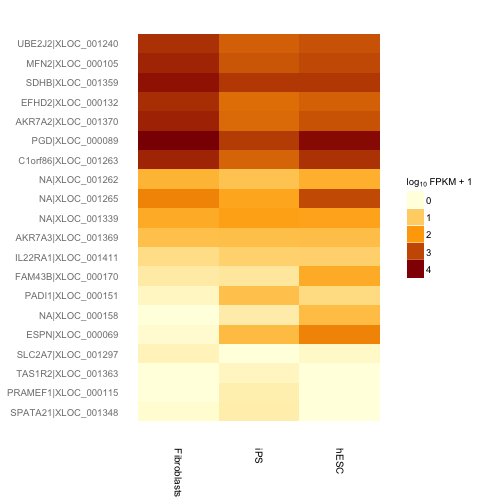 UBE2J2|XLOC_001240
MFN2|XLOC_000105
SDHB|XLOC_001359
EFHD2|XLOC_000132
AKR7A2|XLOC_001370
PGD|XLOC_000089
C1orf86|XLOC_001263
NA|XLOC_001262
NA|XLOC_001265
NA|XLOC_001339
AKR7A3|XLOC_001369
IL22RA1|XLOC_001411
FAM43B|XLOC_000170
PADI1|XLOC_000151
NA|XLOC_000158
ESPN|XLOC_000069
SLC2A7|XLOC_001297
TAS1R2|XLOC_001363
PRAMEF1|XLOC_000115
SPATA21|XLOC_001348
Fibroblasts
iPS
hESC
log10 FPKM + 1
0
1
2
3
4